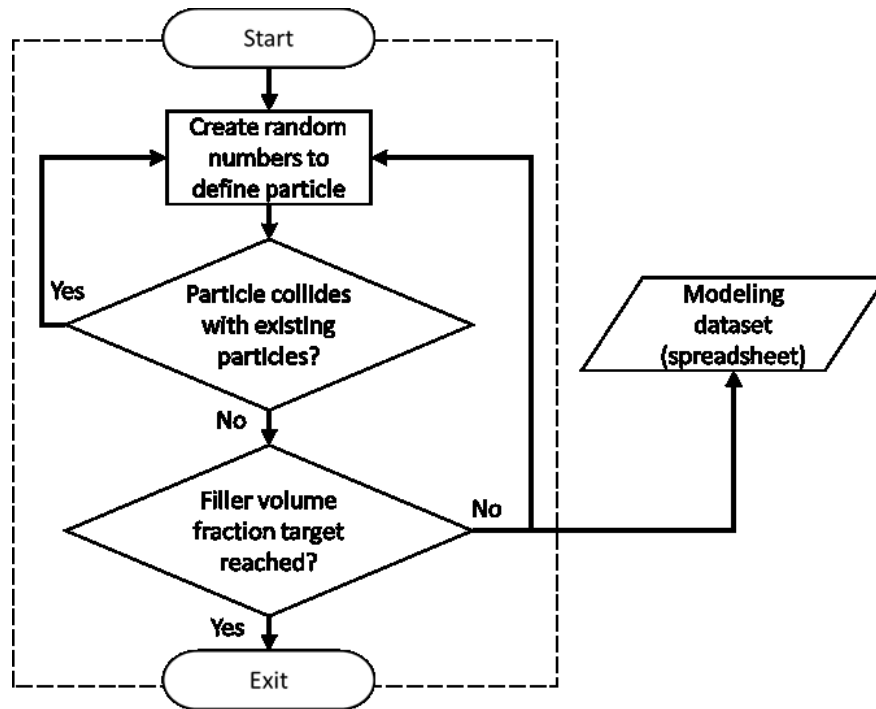 Start
Create random
numbers to
define particle
Yes
Particle collides
with existing
particles?
Modeling
dataset
(spreadsheet)
No
Filler volume
fraction target
reached?
No
Yes
Exit